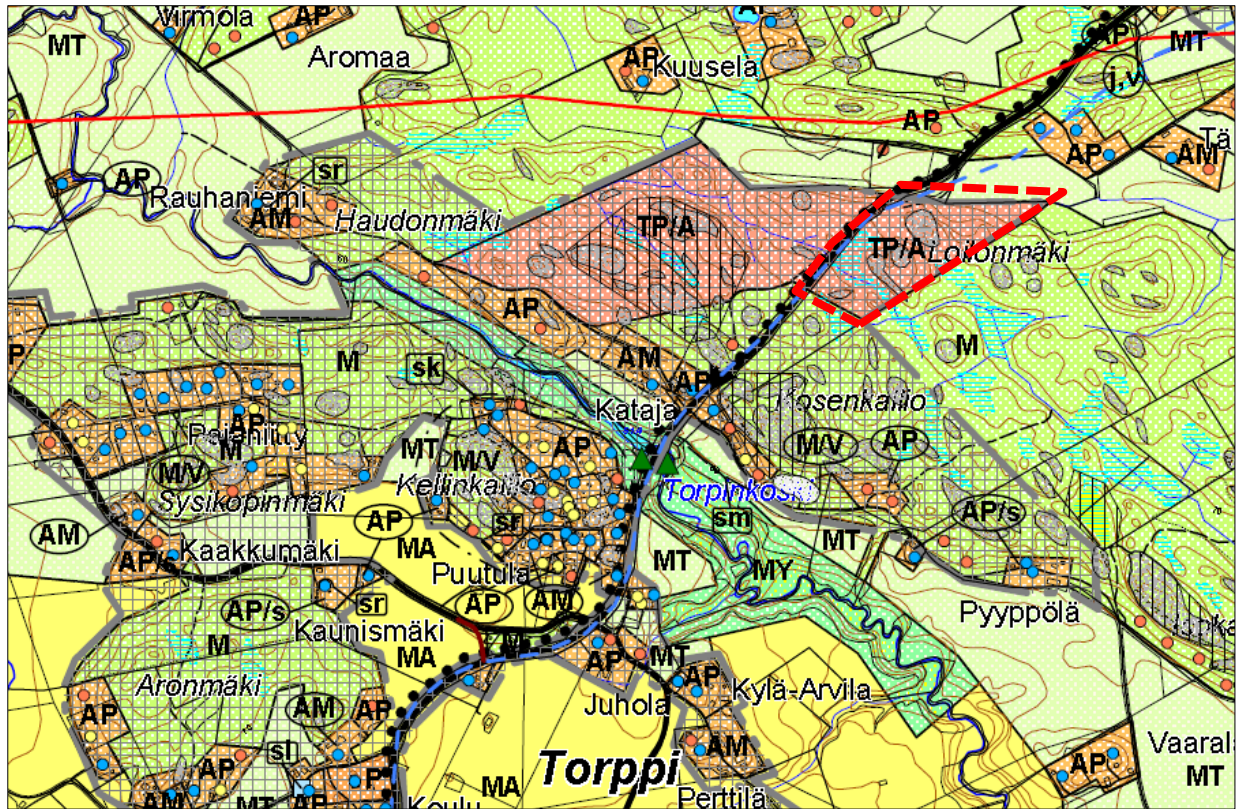 Virmola
AP
MT
Aromaa
AP
Kuusela
AP
MT
j,v
AP
AP
AM
Tä
AP
Rauhaniemi
sr
AM
Haudonmäki
TP/A
TP/A
Loilonmäki
AP
M
sk
AM
AP
M
Kataja
Kosenkallio
P
AP
M
MT
M/V
AP
M/V
AP
M/V
Sysikopinmäki
Kellinkallio
sr
Torpinkoski
sm
AP/s
AM
Kaakkumäki
AP
MA
MT
MT
AP/s
Puutula
MY
AP
AM
Pyyppölä
AP/s
sr
Kaunismäki
M
MA
M
AP
MT
Aronmäki
AP
Kylä-Arvila
Juhola
AP
AM
AP
sl
AM
Torppi
AP
Vaarala
MT
AP
P
MA
AM
MT
AP
Koulu
Perttilä